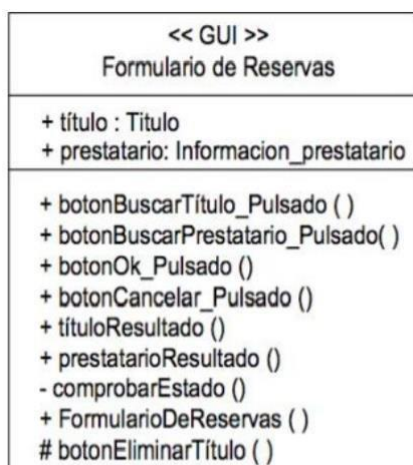 << GUI >>
Formulario de Reservas
+ título : Titulo
+ prestatario: Informacion_prestatario
+ botonBuscarTítulo_Pulsado ( )
+ botonBuscarPrestatario_Pulsado( )
+ botonOk_Pulsado ()
+ botonCancelar_Pulsado ()
+ títuloResultado ()
+ prestatarioResultado ()
- comprobarEstado ()
+ FormularioDeReservas ( )
# botonEliminarTítulo ( )